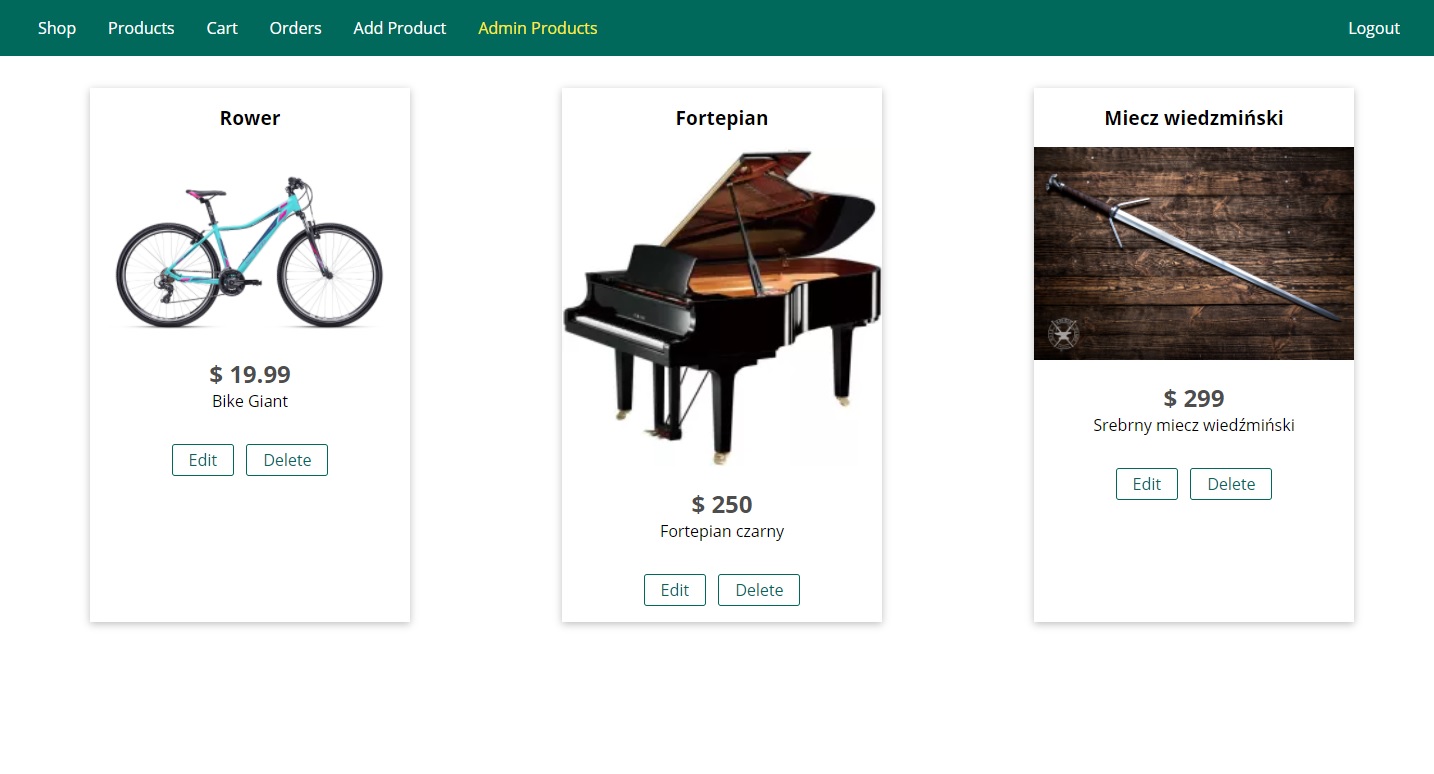 Shop Products Cart Orders Add Product Admin Products Logout
Rower
$ 19.99
Bike Giant
Edit Delete
Fortepian
$ 250
Fortepian czarny
Edit Delete
Miecz wiedzmiński
$ 299
Srebrny miecz wiedźmiński
Edit Delete